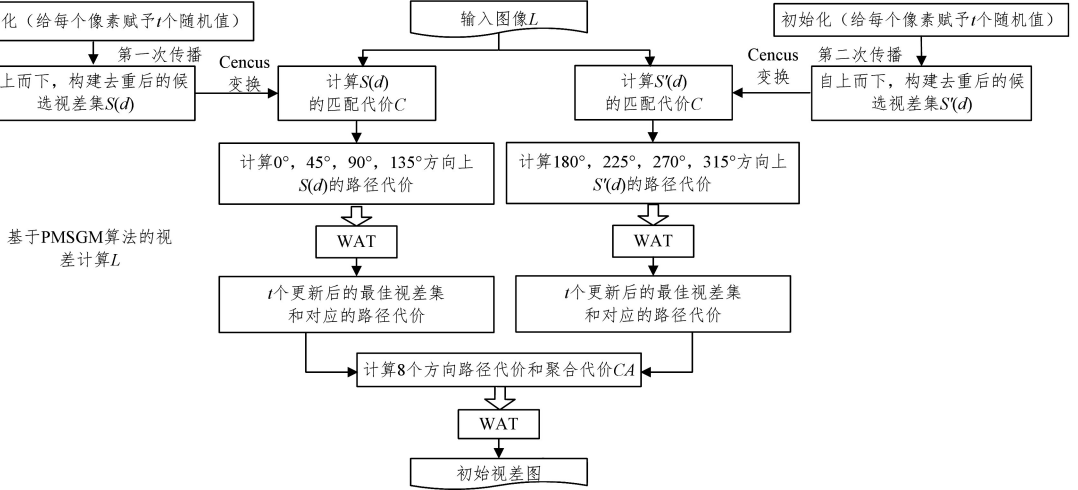 化（给每个像素赋予t个随机值）
输入图像L
初始化（给每个像素赋予t个随机值）
第一次传播
Cencus
变换
Cencus
变换
第二次传播
上而下，构建去重后的候
选视差集S(d)
计算S(d)
的匹配代价C
计算S'(d)
的匹配代价C
自上而下，构建去重后的候
选视差集S'(d)
计算0°，45°，90°，135°方向上
S(d)的路径代价
计算180°，225°，270°，315°方向上
S'(d)的路径代价
基于PMSGM算法的视
差计算L
WAT
WAT
t个更新后的最佳视差集
和对应的路径代价
t个更新后的最佳视差集
和对应的路径代价
计算8个方向路径代价和聚合代价CA
WAT
初始视差图